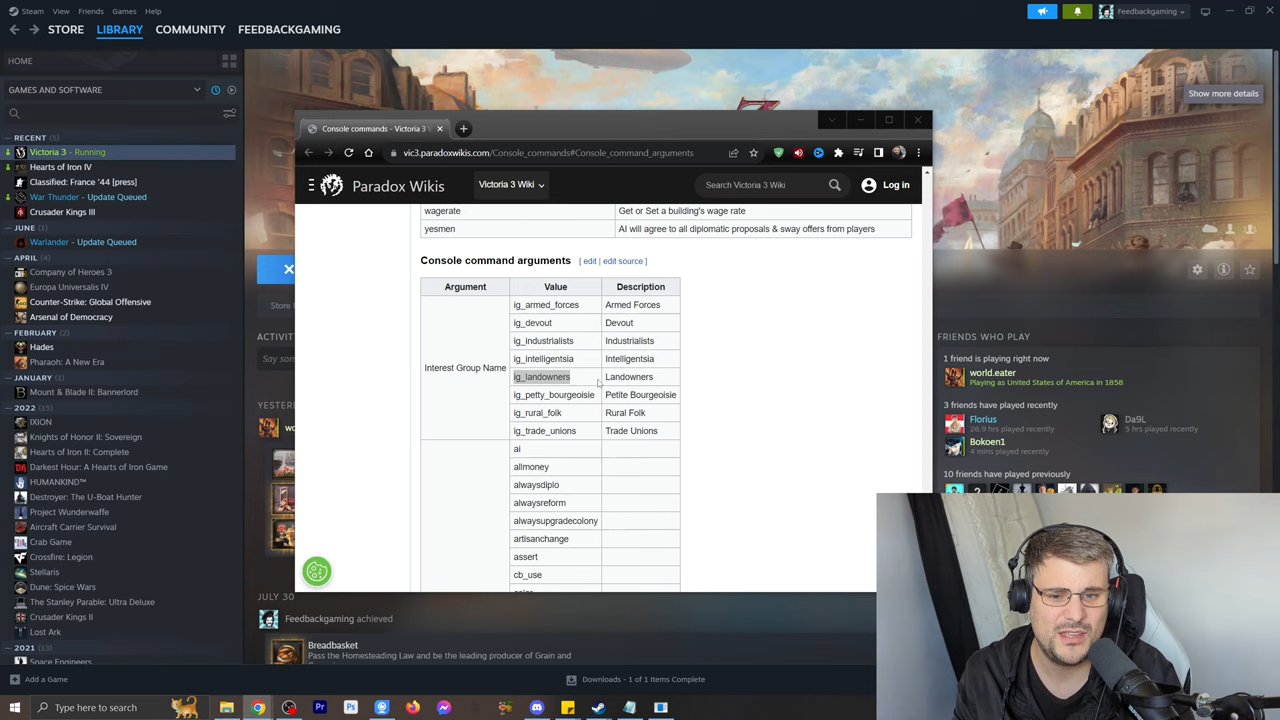 Steam View Friends Games Help
Feedbackgaming
STORE LIBRARY COMMUNITY FEEDBACKGAMING
HOME
GAMES AND SOFTWARE
RECENT (5)
Victoria 3 - Running
Hearts of Iron IV
Classified: France '44 [press]
War Thunder - Update Queued
Crusader Kings III
JUNE (1)
Warlander - Update Queued
APRIL (4)
Company of Heroes 3
Europa Universalis IV
Counter-Strike: Global Offensive
Arsenal of Democracy
FEBRUARY (2)
Hades
Pharaoh: A New Era
JANUARY (1)
Mount & Blade II: Bannerlord
2022 (15)
IXION
Knights of Honor II: Sovereign
Hearts of Iron II: Complete
Darkest Hour: A Hearts of Iron Game
HUMANKIND™
Destroyer: The U-Boat Hunter
Project Wunderwaffe
Aircraft Carrier Survival
Crab Game
Crossfire: Legion
Stellaris
Dune: Spice Wars
The Stanley Parable: Ultra Deluxe
Crusader Kings II
Lost Ark
2021 (13)
Space Engineers
Add a Game
Show more details
Console commands - Victoria 3 W
vic3.paradoxwikis.com/Console_commands#Console_command_arguments
Paradox Wikis
Victoria 3 Wiki
Search Victoria 3 Wiki
Log in
wagerate Get or Set a building's wage rate
yesmen AI will agree to all diplomatic proposals & sway offers from players
Console command arguments [ edit | edit source ]
Argument Value Description
Interest Group Name
ig_armed_forces Armed Forces
ig_devout Devout
ig_industrialists Industrialists
ig_intelligentsia Intelligentsia
ig_landowners Landowners
ig_petty_bourgeoisie Petite Bourgeoisie
ig_rural_folk Rural Folk
ig_trade_unions Trade Unions
ai
allmoney
alwaysdiplo
alwaysreform
alwaysupgradecolony
artisanchange
assert
cb_use
Store
ACTIVIT
Say som
YESTER
wo
JULY 30
Feedbackgaming achieved
Breadbasket
Pass the Homesteading Law and be the leading producer of Grain and
FRIENDS WHO PLAY
1 friend is playing right now
world.eater
Playing as United States of America in 1858
3 friends have played recently
Florius
26.9 hrs played recently
Da9L
5 hrs played recently
Bokoen1
4 mins played recently
10 friends have played previously
Downloads - 1 of 1 Items Complete
Type here to search